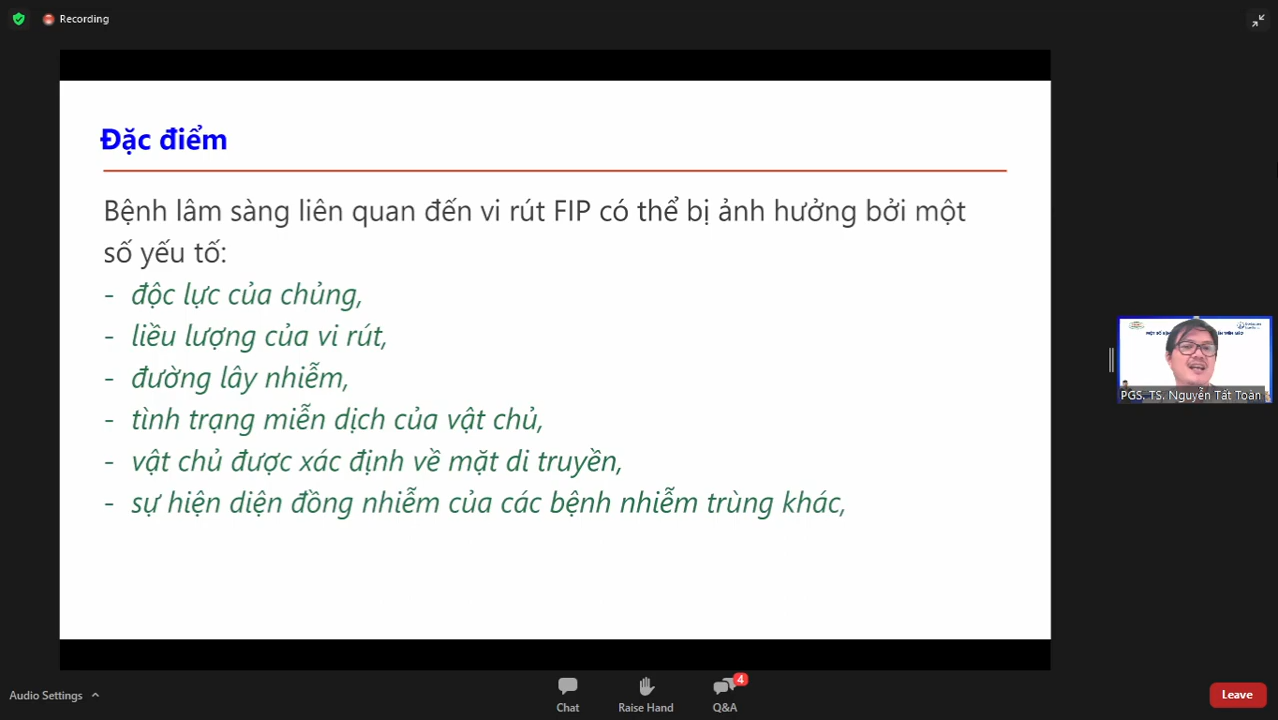 Recording
Đặc điểm
Bệnh lâm sàng liên quan đến vi rút FIP có thể bị ảnh hưởng bởi một
số yếu tố:
- độc lực của chủng,
- liều lượng của vi rút,
- đường lây nhiễm,
- tình trạng miễn dịch của vật chủ,
- vật chủ được xác định về mặt di truyền,
- sự hiện diện đồng nhiễm của các bệnh nhiễm trùng khác,
PGS. TS. Nguyễn Tất Toàn
Audio Settings
Chat
Raise Hand
4
Q&A
Leave